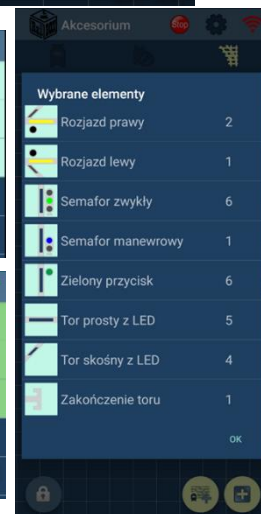 Akcesorium
Stop
Wybrane elementy
Rozjazd prawy 2
Rozjazd lewy 1
Semafor zwykły 6
Semafor manewrowy 1
Zielony przycisk 6
Tor prosty z LED 5
Tor skośny z LED 4
Zakończenie toru 1
OK